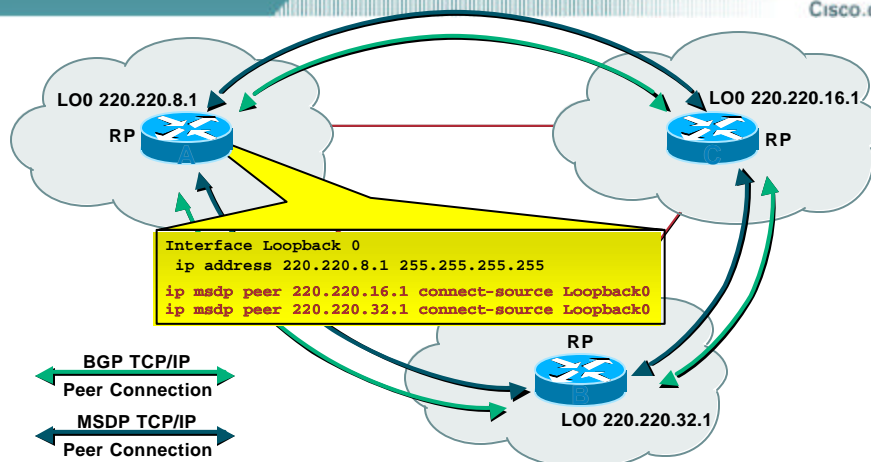 Cisco.
LO0 220.220.8.1
RP
A
LO0 220.220.16.1
RP
C
Interface Loopback 0
ip address 220.220.8.1 255.255.255.255
ip msdp peer 220.220.16.1 connect-source Loopback0
ip msdp peer 220.220.32.1 connect-source Loopback0
RP
B
LO0 220.220.32.1
BGP TCP/IP
Peer Connection
MSDP TCP/IP
Peer Connection